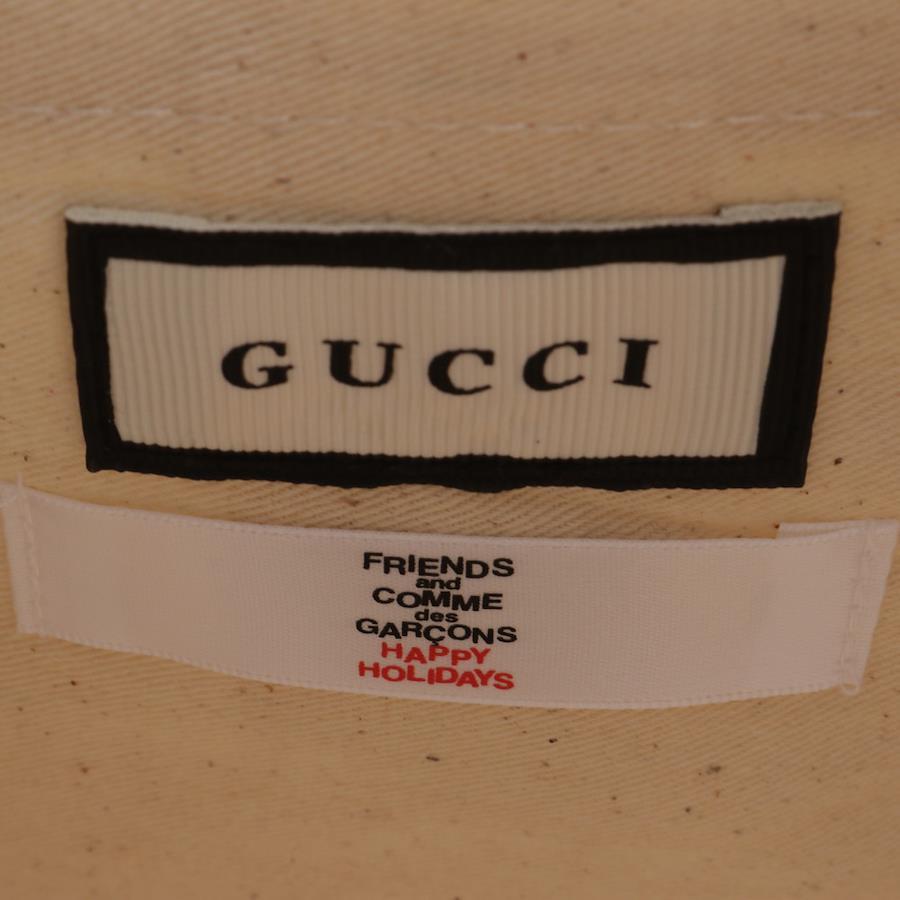 GUCCI
FRIENDS
and
COMME
des
GARÇONS
HAPPY
HOLIDAYS